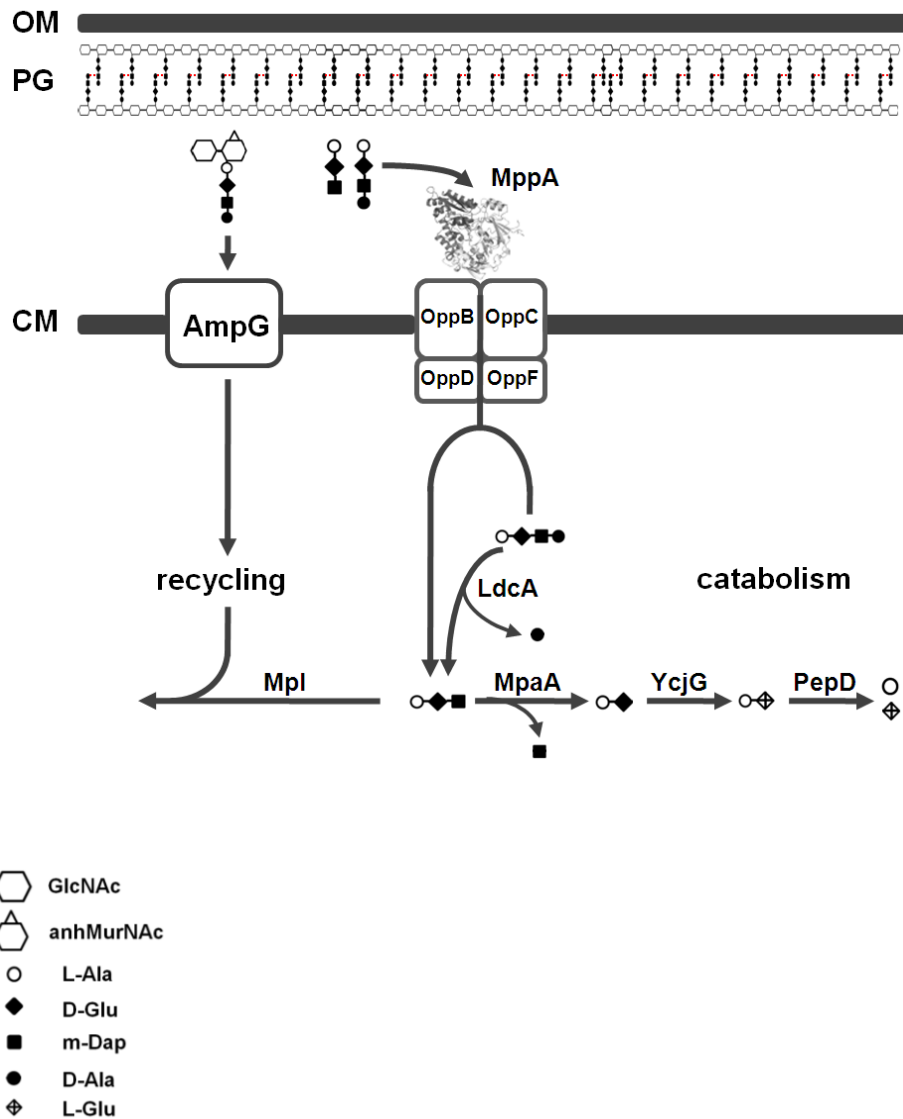 OM
PG
MppA
CM
AmpG
OppB OppC
OppD OppF
LdcA
recycling
catabolism
Mpl
MpaA
YcjG
PepD
GlcNAc
anhMurNAc
L-Ala
D-Glu
m-Dap
D-Ala
L-Glu